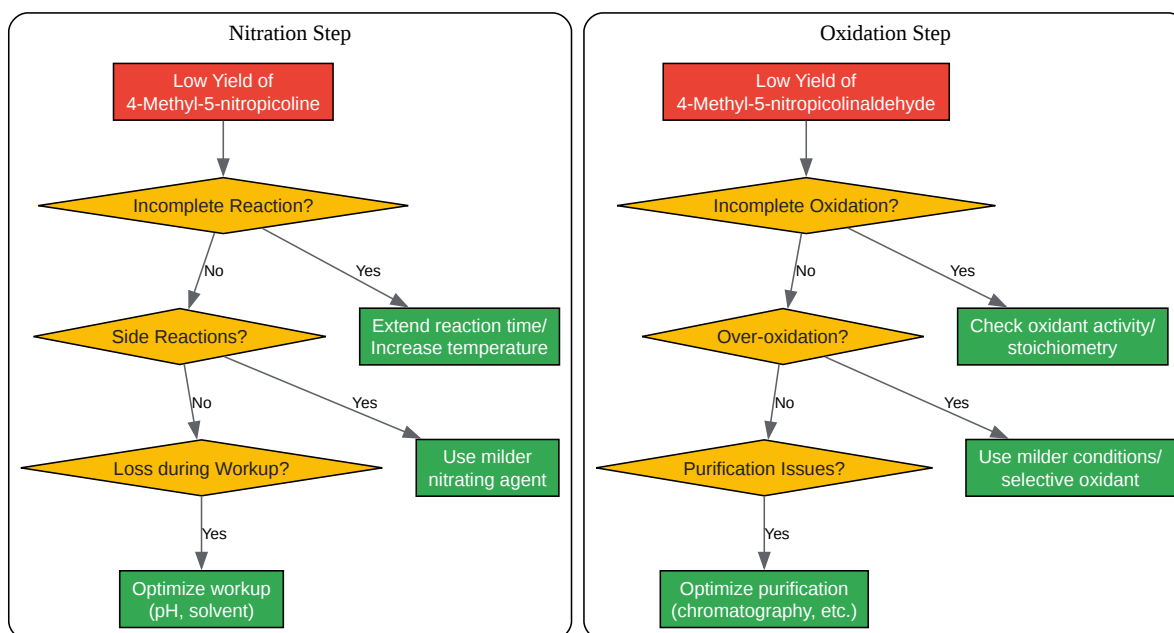 Nitration Step
Low Yield of
4-Methyl-5-nitropicoline
Incomplete Reaction?
No
Yes
Side Reactions?
Extend reaction time/
Increase temperature
No
Yes
Loss during Workup?
Use milder
nitrating agent
Yes
Optimize workup
(pH, solvent)
Oxidation Step
Low Yield of
4-Methyl-5-nitropicolinaldehyde
Incomplete Oxidation?
No
Yes
Over-oxidation?
Check oxidant activity/
stoichiometry
No
Yes
Purification Issues?
Use milder conditions/
selective oxidant
Yes
Optimize purification
(chromatography, etc.)